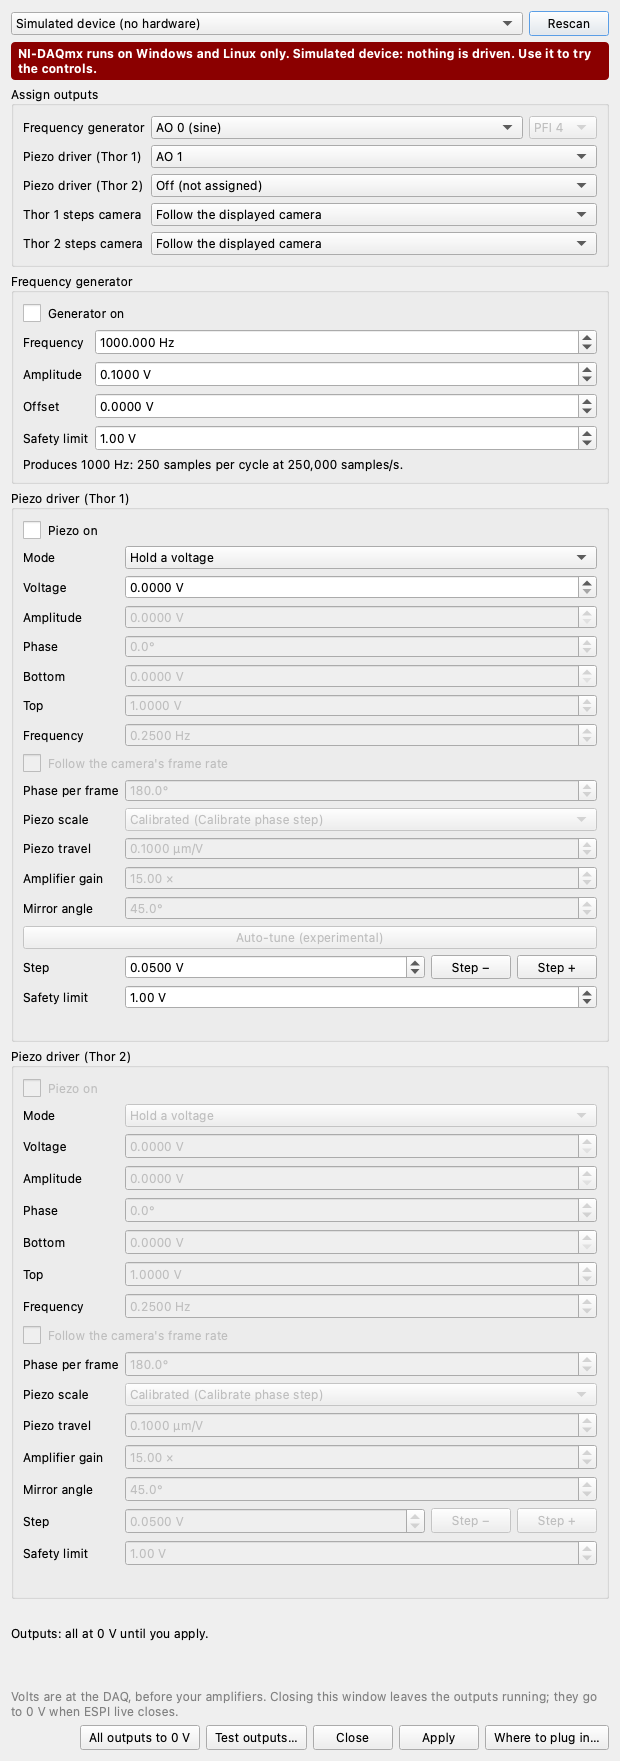 Simulated device (no hardware)
Rescan
NI-DAQmx runs on Windows and Linux only. Simulated device: nothing is driven. Use it to try
the controls.
Assign outputs
Frequency generator AO 0 (sine) PFI 4
Piezo driver (Thor 1) AO 1
Piezo driver (Thor 2) Off (not assigned)
Thor 1 steps camera Follow the displayed camera
Thor 2 steps camera Follow the displayed camera
Frequency generator
Generator on
Frequency 1000.000 Hz
Amplitude 0.1000 V
Offset 0.0000 V
Safety limit 1.00 V
Produces 1000 Hz: 250 samples per cycle at 250,000 samples/s.
Piezo driver (Thor 1)
Piezo on
Mode Hold a voltage
Voltage 0.0000 V
Amplitude 0.0000 V
Phase 0.0°
Bottom 0.0000 V
Top 1.0000 V
Frequency 0.2500 Hz
Follow the camera's frame rate
Phase per frame 180.0°
Piezo scale Calibrated (Calibrate phase step)
Piezo travel 0.1000 µm/V
Amplifier gain 15.00 ×
Mirror angle 45.0°
Auto-tune (experimental)
Step 0.0500 V Step – Step +
Safety limit 1.00 V
Piezo driver (Thor 2)
Piezo on
Mode Hold a voltage
Voltage 0.0000 V
Amplitude 0.0000 V
Phase 0.0°
Bottom 0.0000 V
Top 1.0000 V
Frequency 0.2500 Hz
Follow the camera's frame rate
Phase per frame 180.0°
Piezo scale Calibrated (Calibrate phase step)
Piezo travel 0.1000 µm/V
Amplifier gain 15.00 ×
Mirror angle 45.0°
Step 0.0500 V Step – Step +
Safety limit 1.00 V
Outputs: all at 0 V until you apply.
Volts are at the DAQ, before your amplifiers. Closing this window leaves the outputs running; they go
to 0 V when ESPI live closes.
All outputs to 0 V Test outputs... Close Apply Where to plug in...